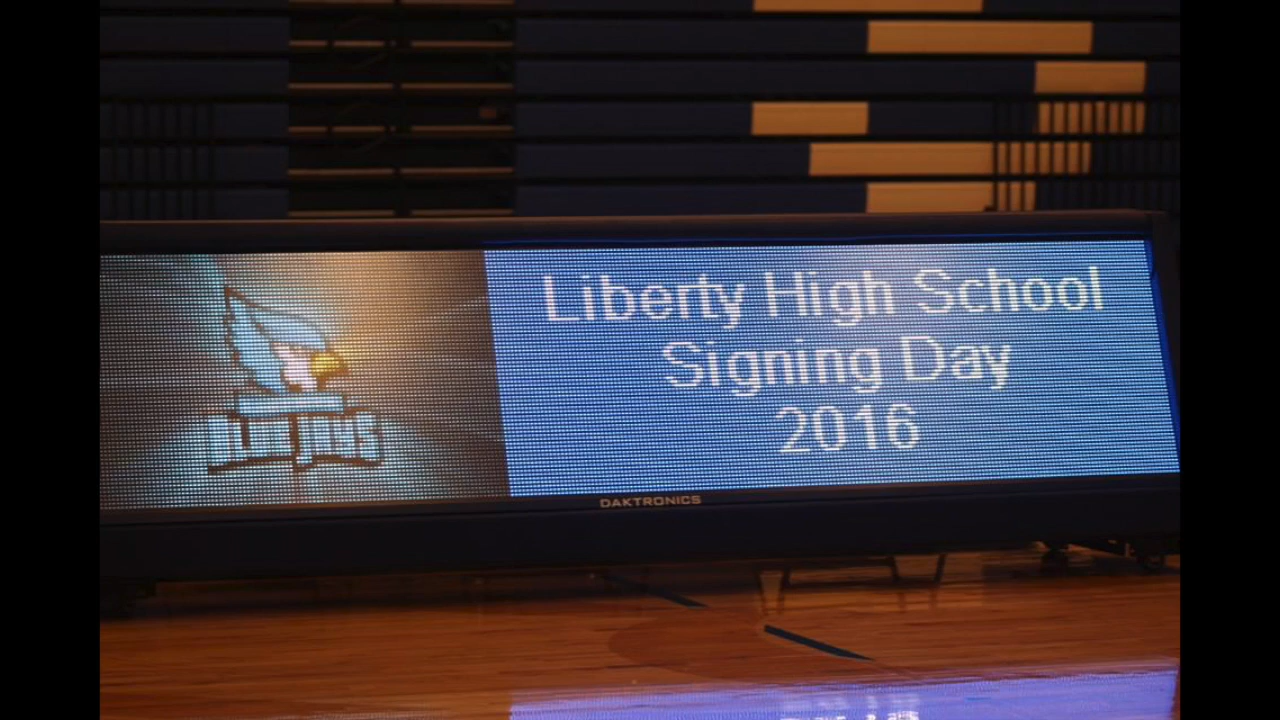 Liberty High School
Signing Day
2016
BLUE JAYS
DAKTRONICS